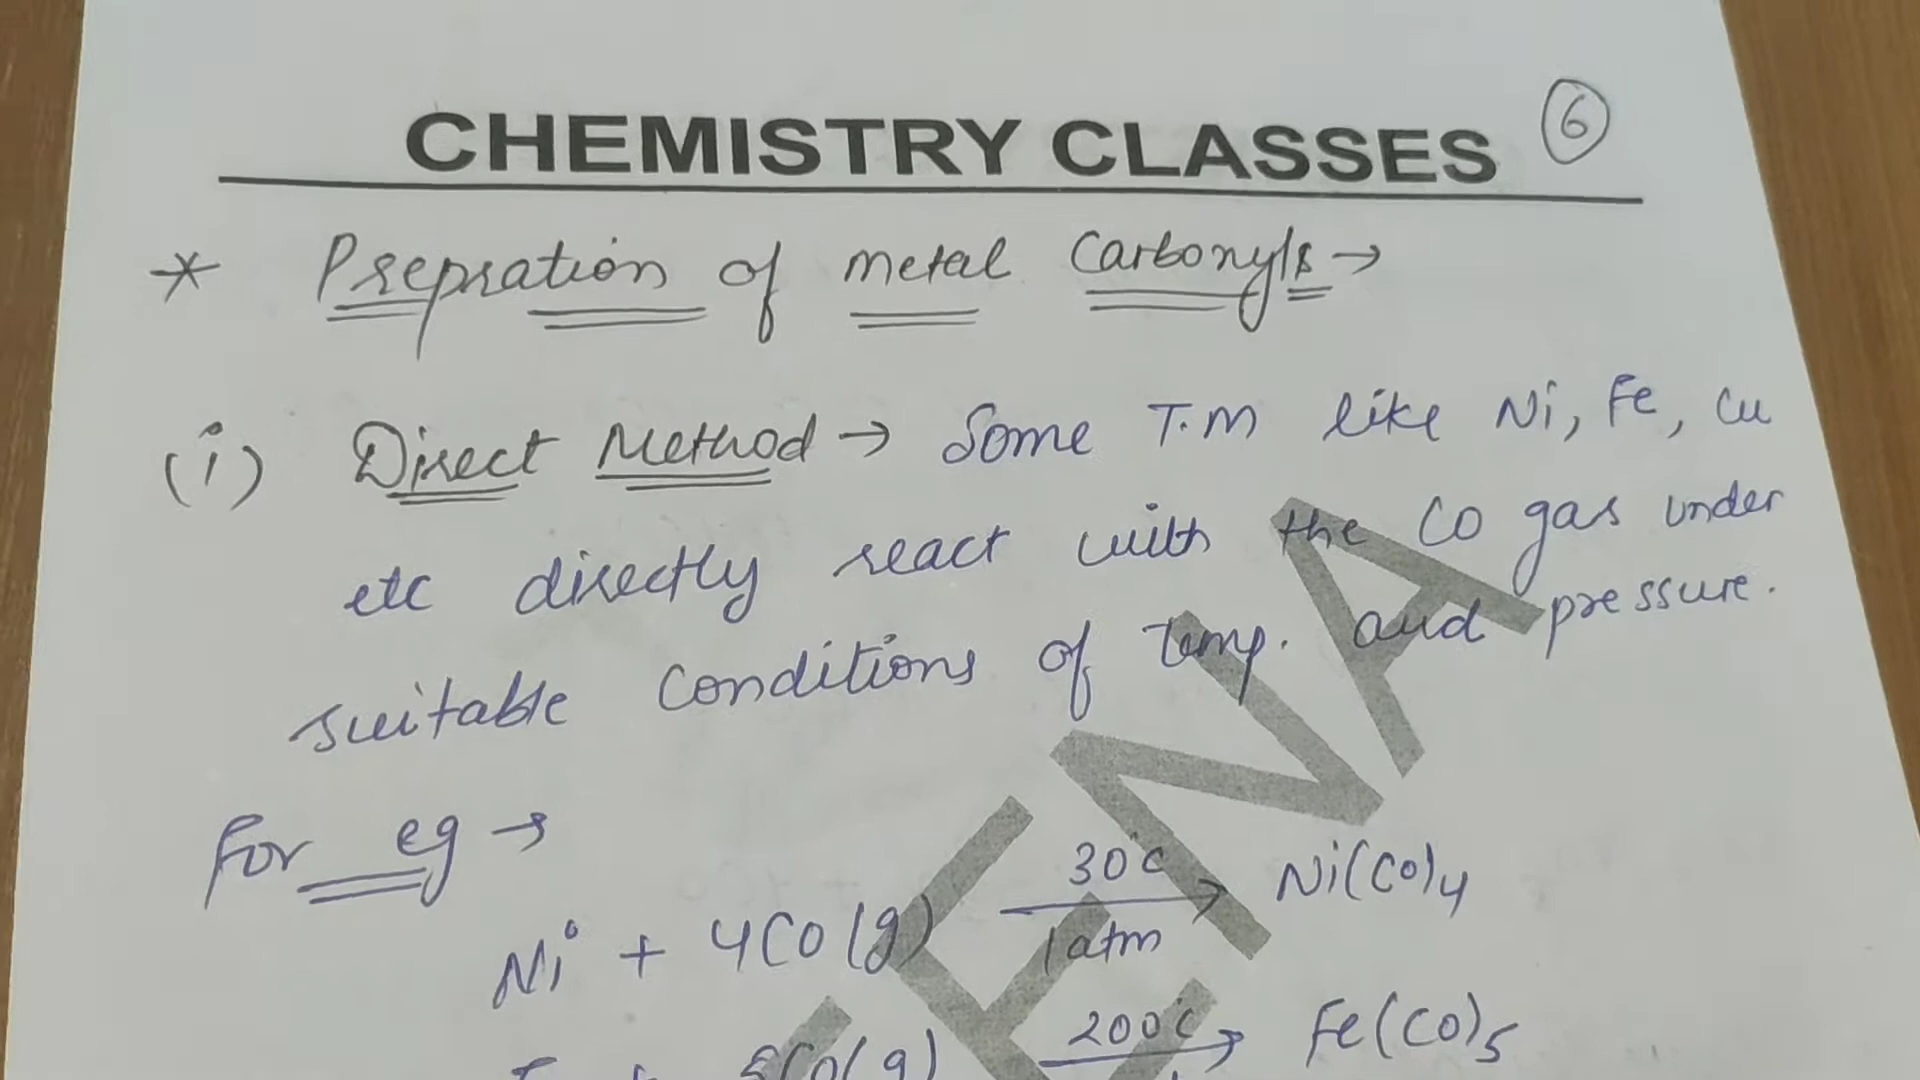 CHEMISTRY CLASSES 6
* Prepration of metal Carbonyls →
(i) Direct Method → Some T.M like Ni, Fe, Cu
etc directly react with the CO gas under
suitable conditions of Temp. and pressure.
For eg →
Ni + 4CO(g) 30°C 1atm → Ni(CO)4
5CO(g) 200°C → Fe(CO)5
EENA